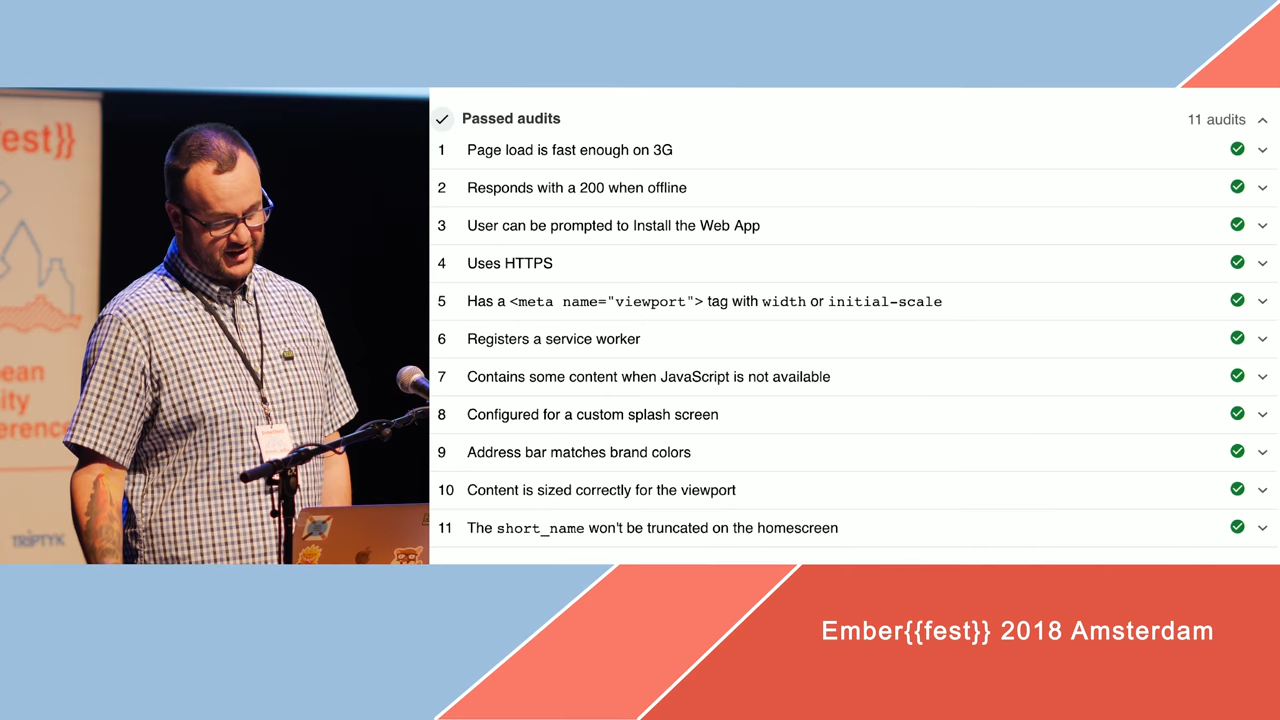 est}}
ean
ity
erence
TRIPTYK
Passed audits
11 audits
1 Page load is fast enough on 3G
2 Responds with a 200 when offline
3 User can be prompted to Install the Web App
4 Uses HTTPS
5 Has a <meta name="viewport"> tag with width or initial-scale
6 Registers a service worker
7 Contains some content when JavaScript is not available
8 Configured for a custom splash screen
9 Address bar matches brand colors
10 Content is sized correctly for the viewport
11 The short_name won't be truncated on the homescreen
Ember{{fest}} 2018 Amsterdam